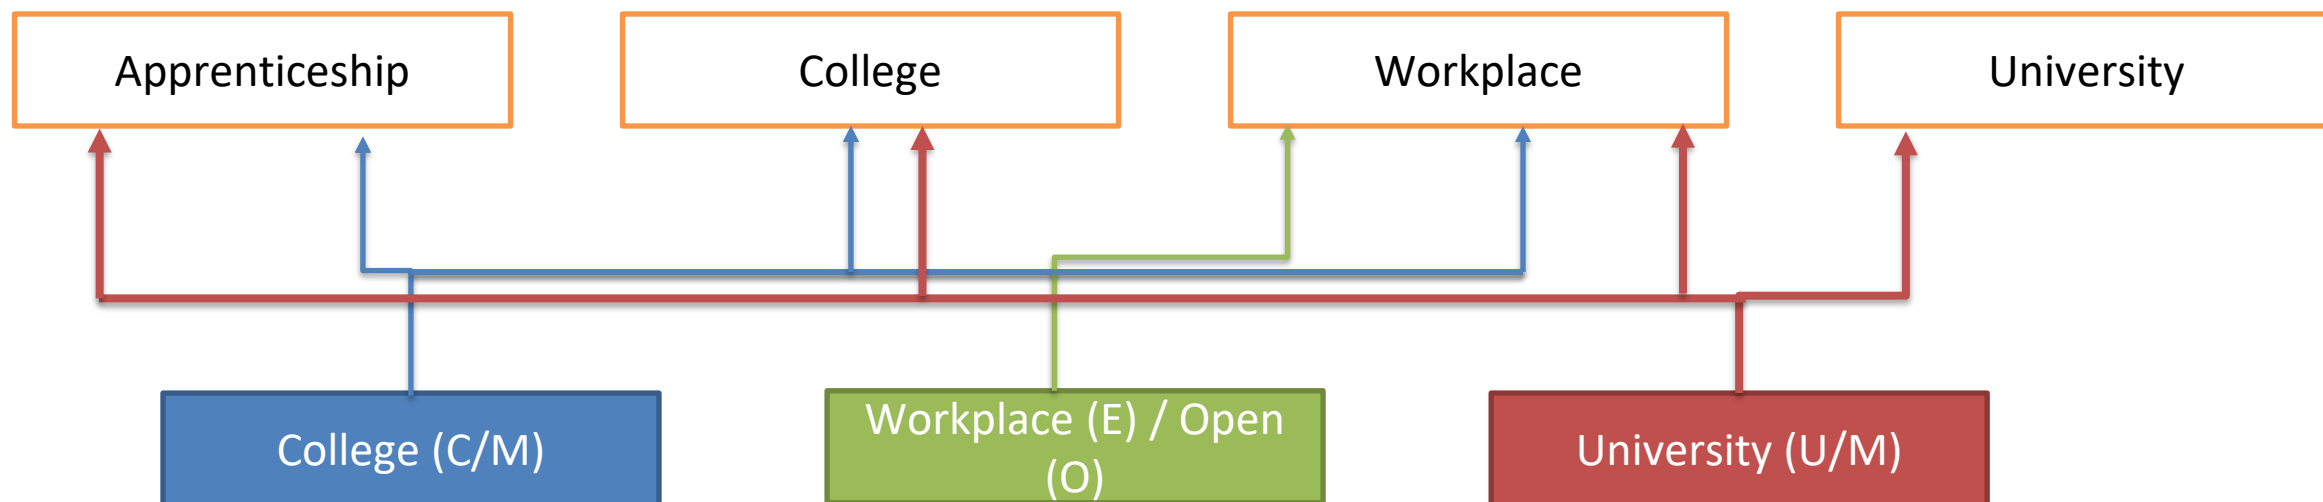 Apprenticeship
College
Workplace
University
College (C/M)
Workplace (E) / Open
(O)
University (U/M)